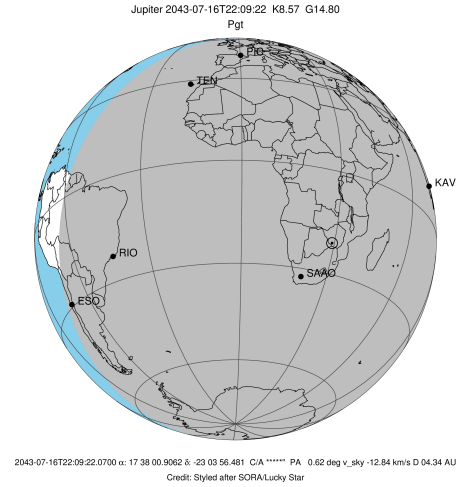 Jupiter 2043-07-16T22:09:22 K8.57 G14.80
Pgt
PIC
TEN
KAV
RIO
SAAO
ESO
2043-07-16T22:09:22.0700 α: 17 38 00.9062 δ: -23 03 56.481 C/A *****" PA 0.62 deg v_sky -12.84 km/s D 04.34 AU
Credit: Styled after SORA/Lucky Star